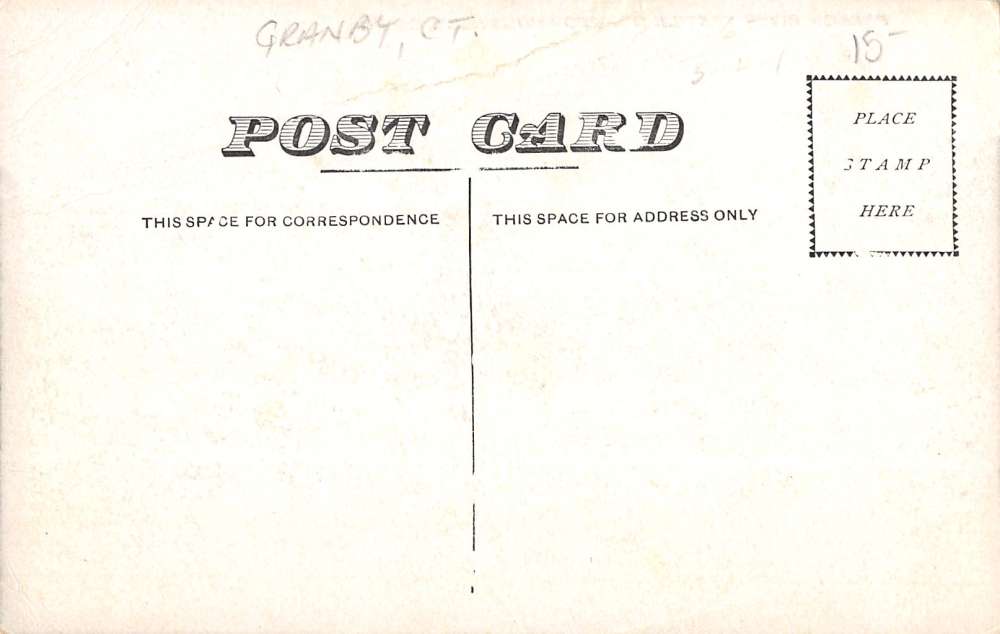 GRANBY, CT.
15-
POST CARD
PLACE
STAMP
HERE
THIS SPACE FOR CORRESPONDENCE
THIS SPACE FOR ADDRESS ONLY